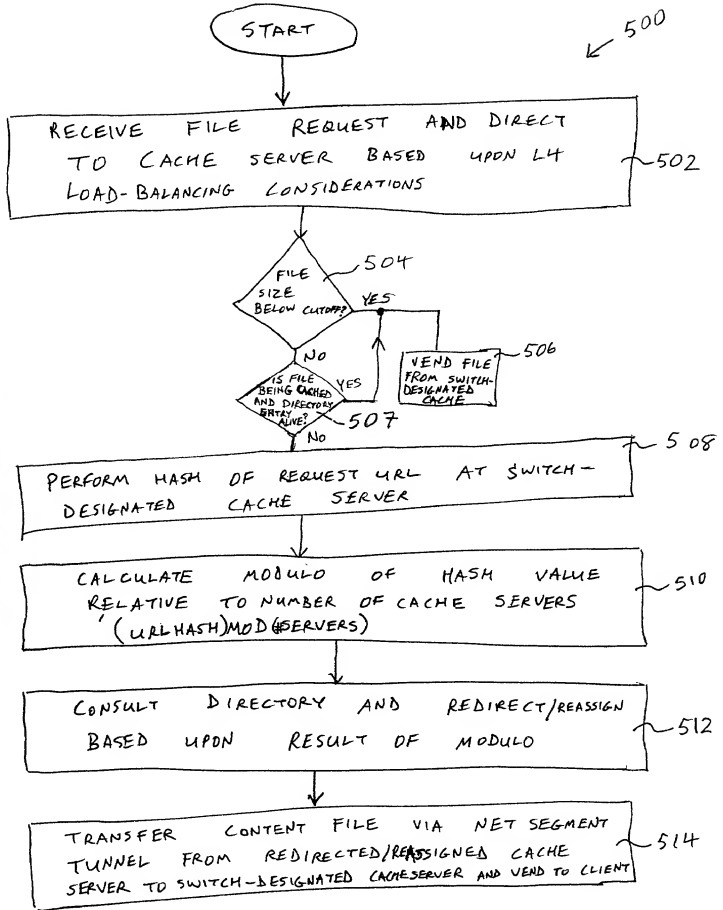 START
500
RECEIVE FILE REQUEST AND DIRECT
TO CACHE SERVER BASED UPON L4
LOAD-BALANCING CONSIDERATIONS
502
FILE
SIZE
BELOW CUTOFF?
504
YES
NO
VEND FILE
FROM SWITCH-
DESIGNATED
CACHE
506
IS FILE
BEING CACHED
AND DIRECTORY
ENTRY
ALIVE?
YES
507
NO
PERFORM HASH OF REQUEST URL AT SWITCH-
DESIGNATED CACHE SERVER
508
CALCULATE MODULO OF HASH VALUE
RELATIVE TO NUMBER OF CACHE SERVERS
(URLHASH)MOD(#SERVERS)
510
CONSULT DIRECTORY AND REDIRECT/REASSIGN
BASED UPON RESULT OF MODULO
512
TRANSFER CONTENT FILE VIA NET SEGMENT
TUNNEL FROM REDIRECTED/REASSIGNED CACHE
SERVER TO SWITCH-DESIGNATED CACHESERVER AND VEND TO CLIENT
514